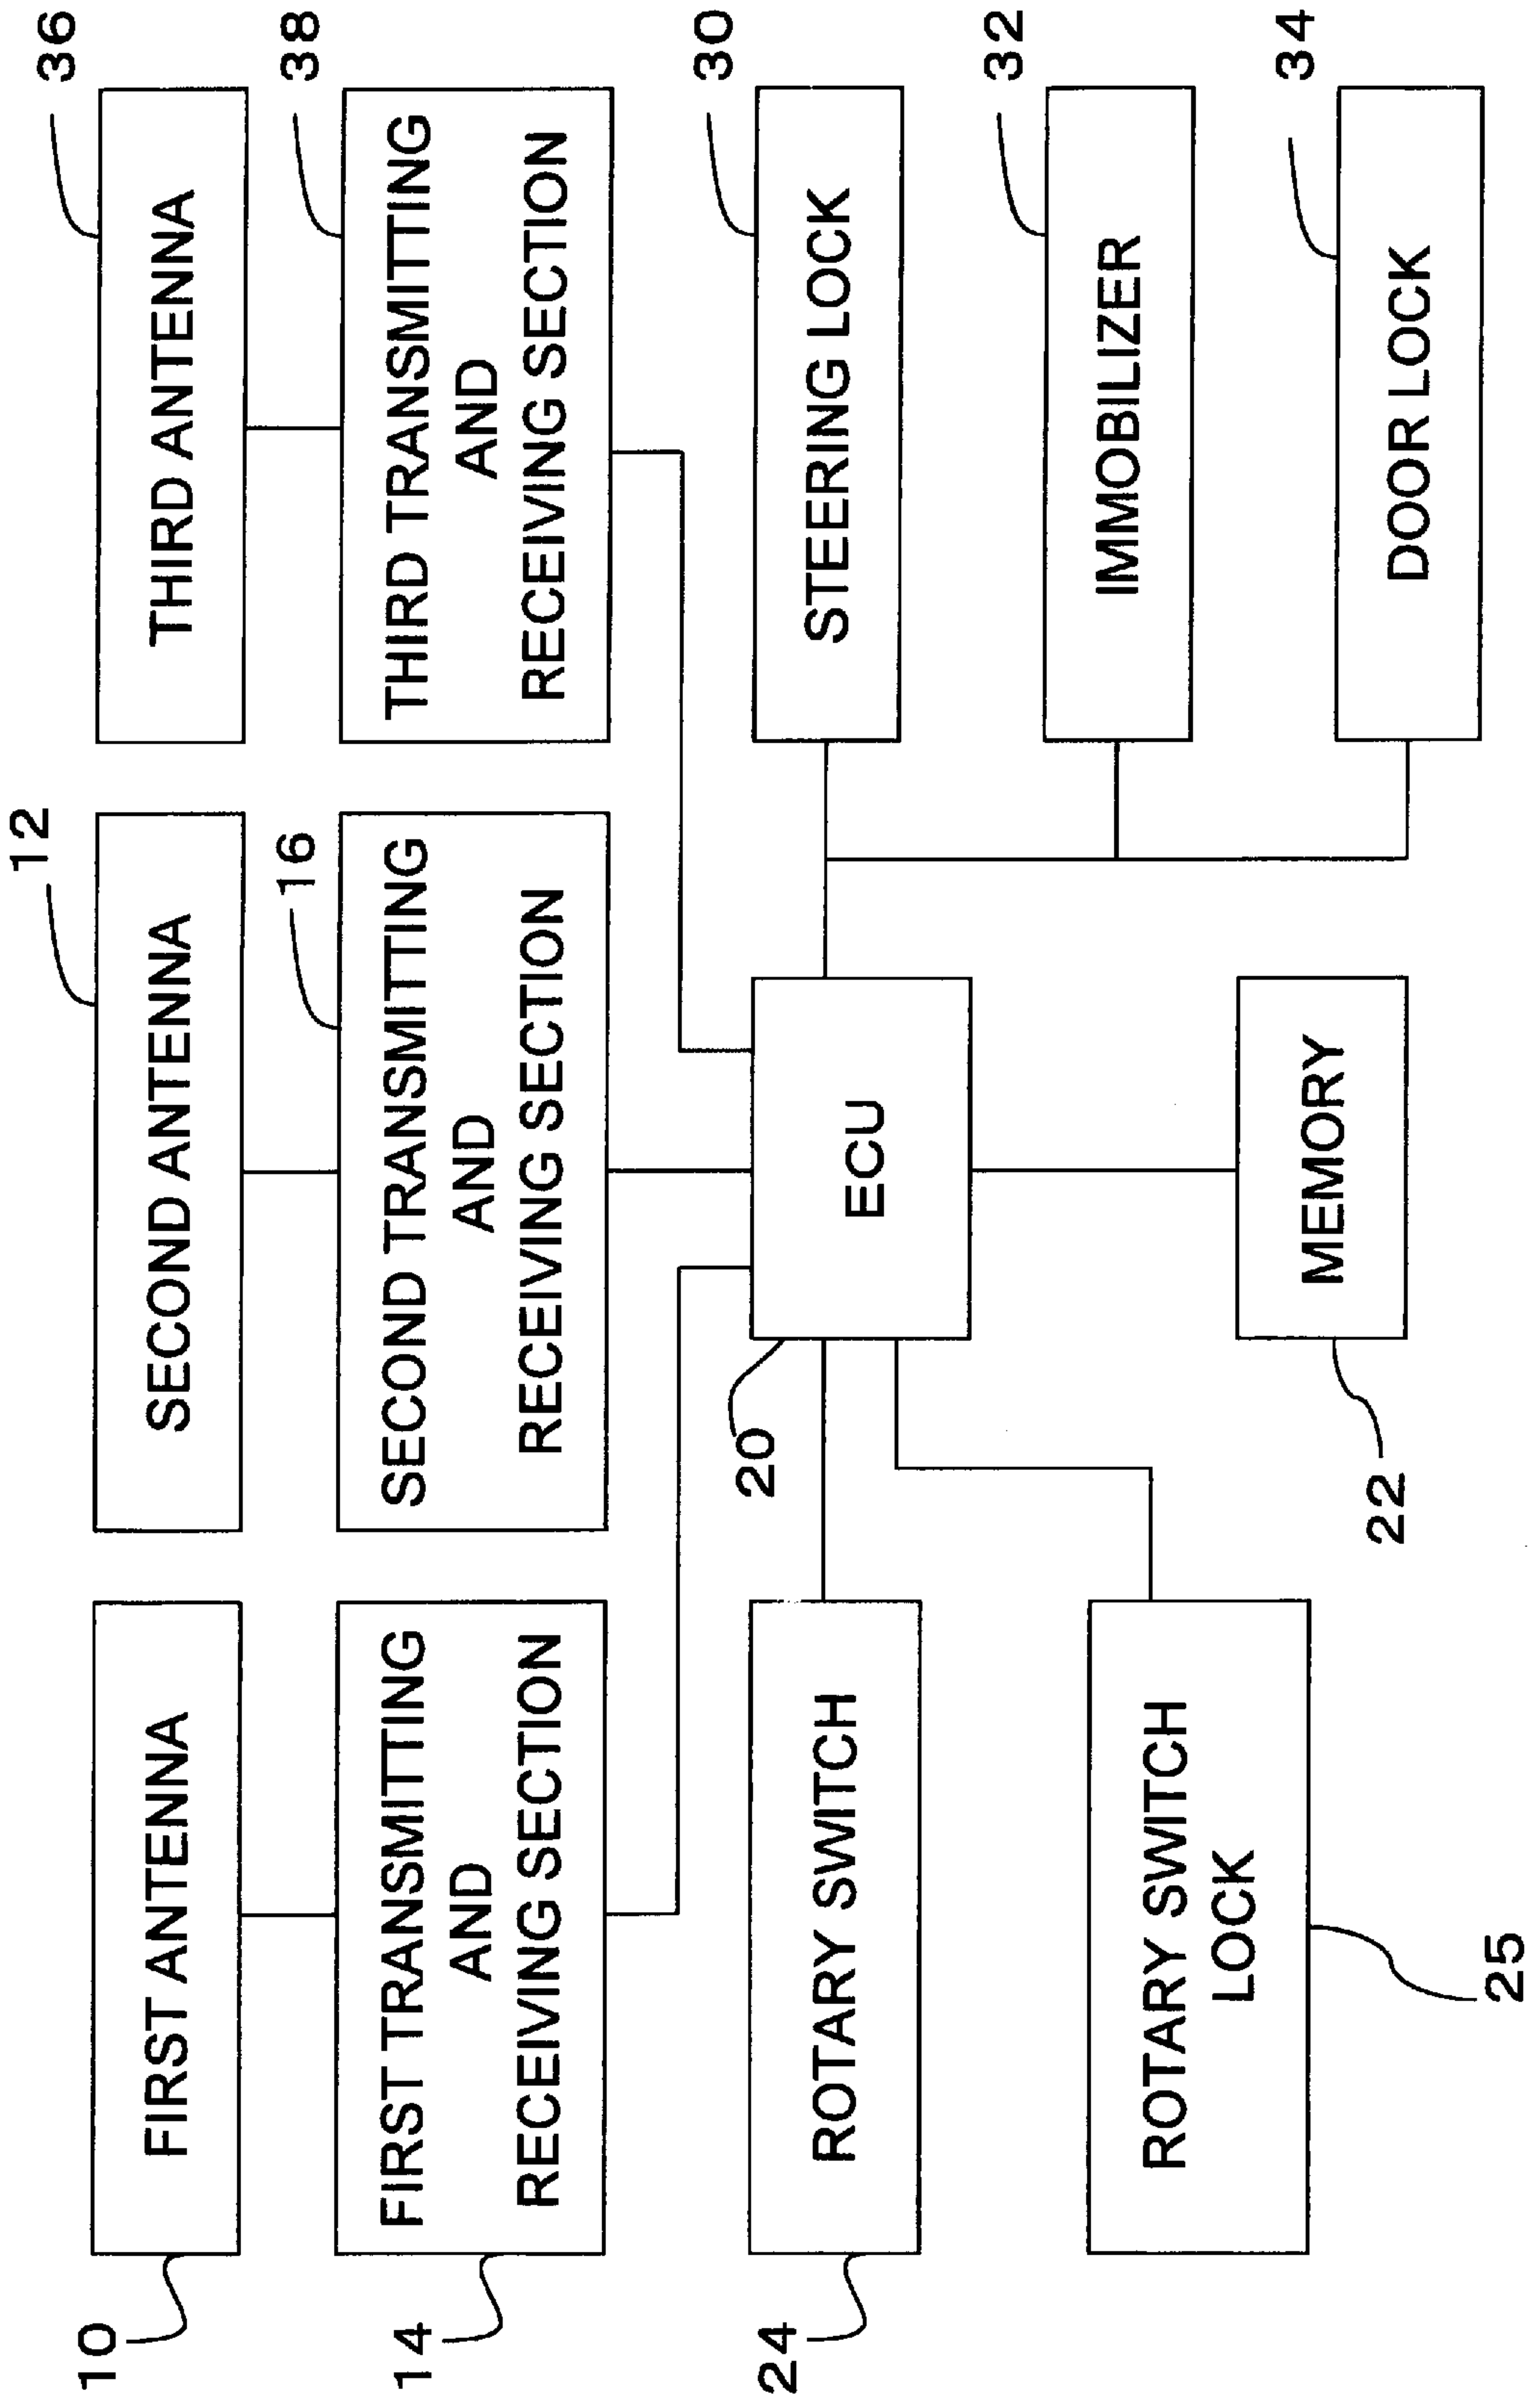 10
FIRST ANTENNA
12
SECOND ANTENNA
36
THIRD ANTENNA
14
FIRST TRANSMITTING
AND
RECEIVING SECTION
16
SECOND TRANSMITTING
AND
RECEIVING SECTION
38
THIRD TRANSMITTING
AND
RECEIVING SECTION
24
ROTARY SWITCH
20
ECU
30
STEERING LOCK
32
IMMOBILIZER
25
ROTARY SWITCH
LOCK
22
MEMORY
34
DOOR LOCK